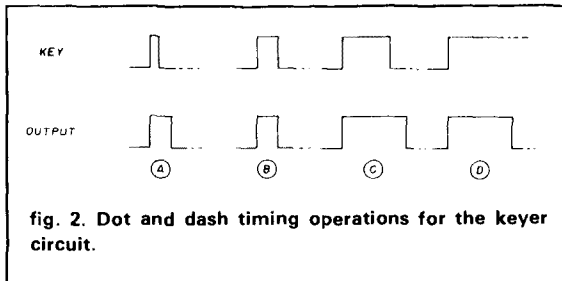 KEY
OUTPUT
A B C D
fig. 2. Dot and dash timing operations for the keyer
circuit.